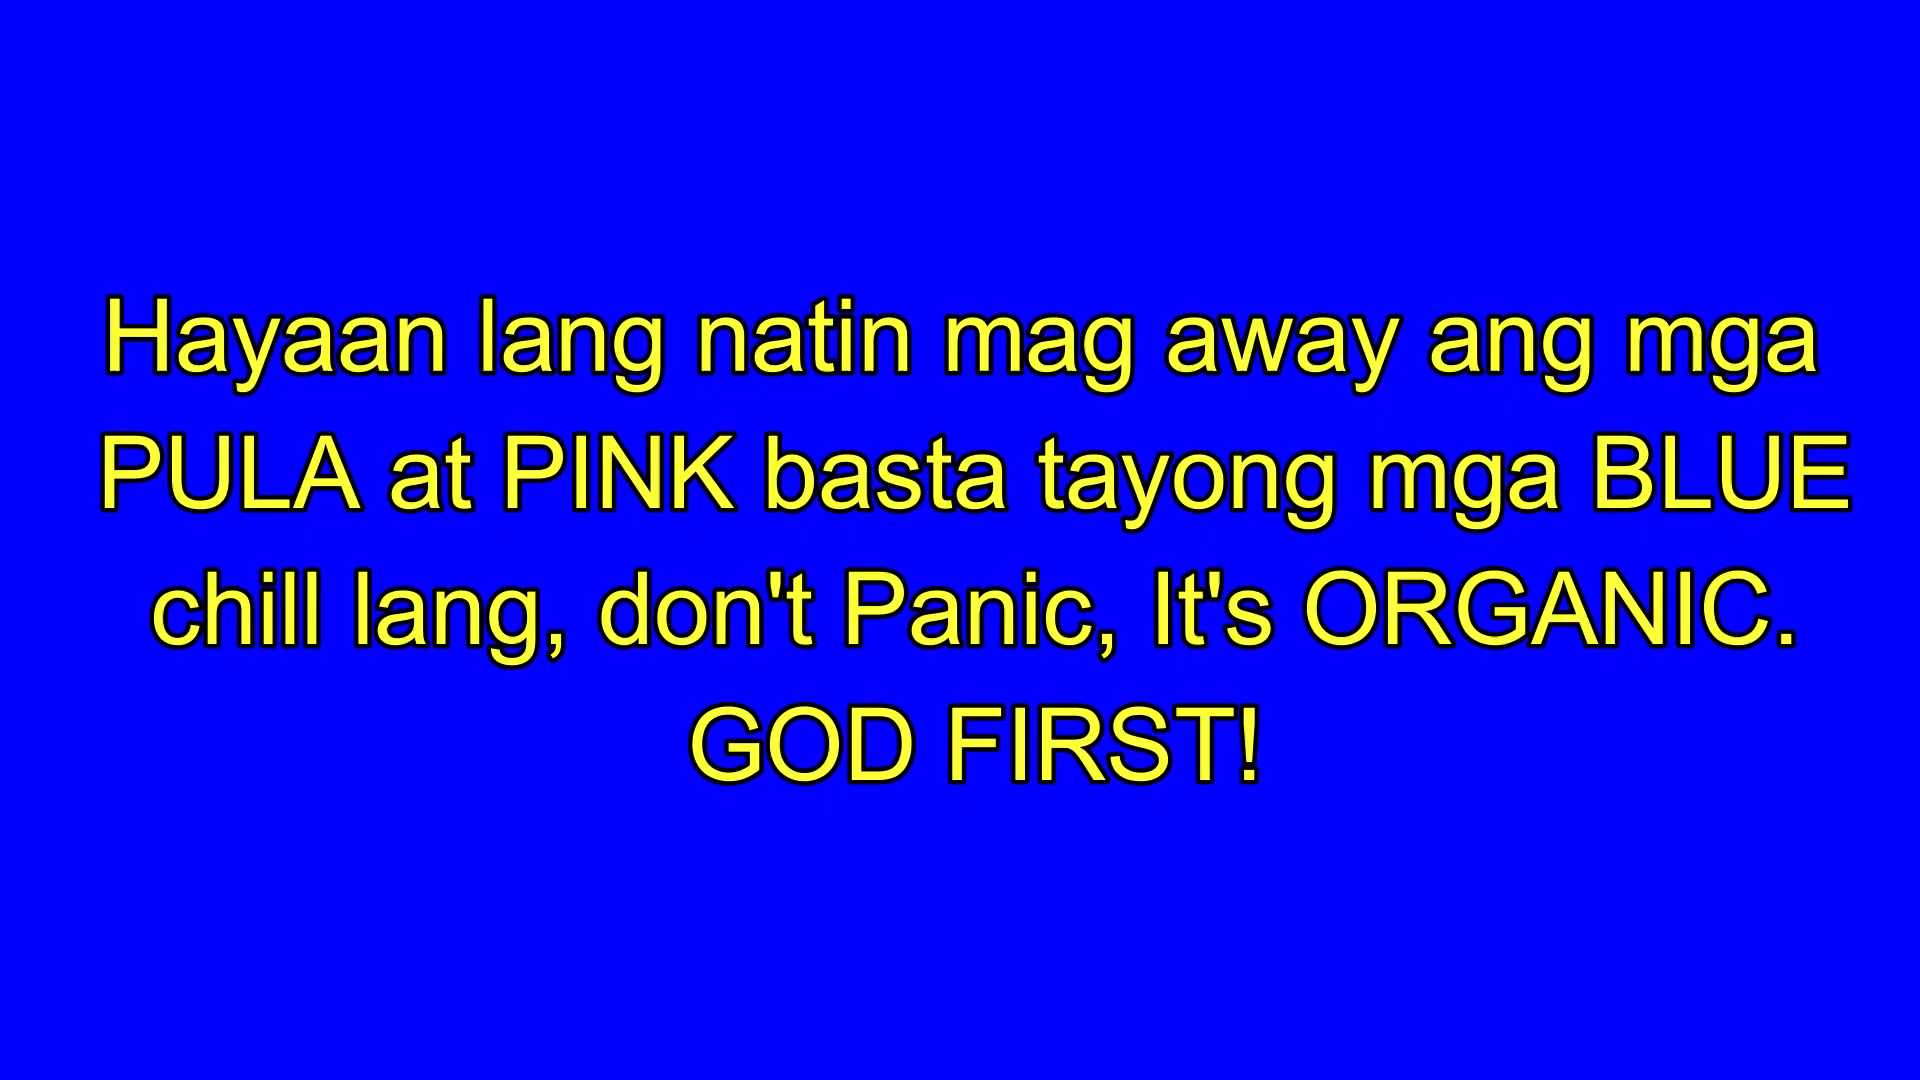 Hayaan lang natin mag away ang mga
PULA at PINK basta tayong mga BLUE
chill lang, don't Panic, It's ORGANIC.
GOD FIRST!